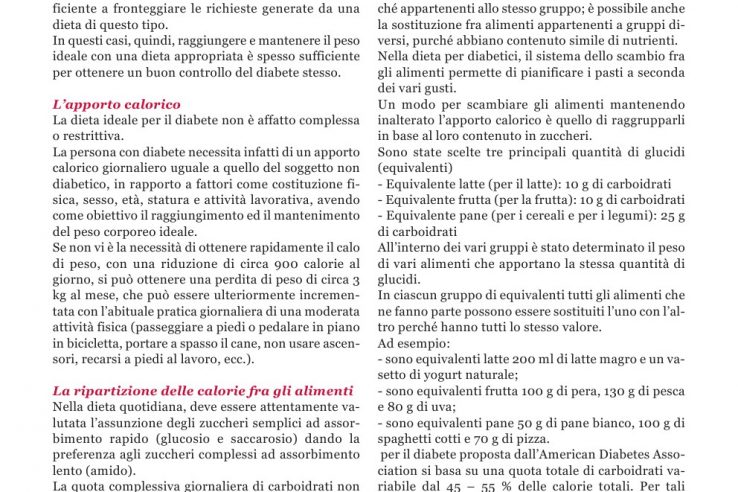 ficiente a fronteggiare le richieste generate da una
dieta di questo tipo.
In questi casi, quindi, raggiungere e mantenere il peso
ideale con una dieta appropriata è spesso sufficiente
per ottenere un buon controllo del diabete stesso.
L'apporto calorico
La dieta ideale per il diabete non è affatto complessa
o restrittiva.
La persona con diabete necessita infatti di un apporto
calorico giornaliero uguale a quello del soggetto non
diabetico, in rapporto a fattori come costituzione fi-
sica, sesso, età, statura e attività lavorativa, avendo
come obiettivo il raggiungimento ed il mantenimento
del peso corporeo ideale.
Se non vi è la necessità di ottenere rapidamente il calo
di peso, con una riduzione di circa 900 calorie al
giorno, si può ottenere una perdita di peso di circa 3
kg al mese, che può essere ulteriormente incremen-
tata con l'abituale pratica giornaliera di una moderata
attività fisica (passeggiare a piedi o pedalare in piano
in bicicletta, portare a spasso il cane, non usare ascen-
sori, recarsi a piedi al lavoro, ecc.).
La ripartizione delle calorie fra gli alimenti
Nella dieta quotidiana, deve essere attentamente va-
lutata l'assunzione degli zuccheri semplici ad assor-
bimento rapido (glucosio e saccarosio) dando la
preferenza agli zuccheri complessi ad assorbimento
lento (amido).
La quota complessiva giornaliera di carboidrati non
ché appartenenti allo stesso gruppo; è possibile anche
la sostituzione fra alimenti appartenenti a gruppi di-
versi, purché abbiano contenuto simile di nutrienti.
Nella dieta per diabetici, il sistema dello scambio fra
gli alimenti permette di pianificare i pasti a seconda
dei vari gusti.
Un modo per scambiare gli alimenti mantenendo
inalterato l'apporto calorico è quello di raggrupparli
in base al loro contenuto in zuccheri.
Sono state scelte tre principali quantità di glucidi
(equivalenti)
- Equivalente latte (per il latte): 10 g di carboidrati
- Equivalente frutta (per la frutta): 10 g di carboidrati
- Equivalente pane (per i cereali e per i legumi): 25 g
di carboidrati
All'interno dei vari gruppi è stato determinato il peso
di vari alimenti che apportano la stessa quantità di
glucidi.
In ciascun gruppo di equivalenti tutti gli alimenti che
ne fanno parte possono essere sostituiti l'uno con l'al-
tro perché hanno tutti lo stesso valore.
Ad esempio:
- sono equivalenti latte 200 ml di latte magro e un va-
setto di yogurt naturale;
- sono equivalenti frutta 100 g di pera, 130 g di pesca
e 80 g di uva;
- sono equivalenti pane 50 g di pane bianco, 100 g di
spaghetti cotti e 70 g di pizza.
per il diabete proposta dall'American Diabetes Asso-
ciation si basa su una quota totale di carboidrati va-
riabile dal 45 – 55 % delle calorie totali. Per tali